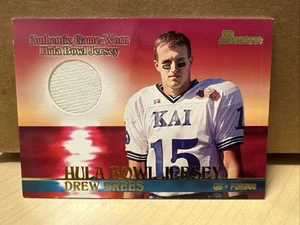 Authentic Game-Worn
Hula Bowl Jersey
Bowman
KAI
15
HULA BOWL JERSEY
DREW BREES
QB - PURDUE